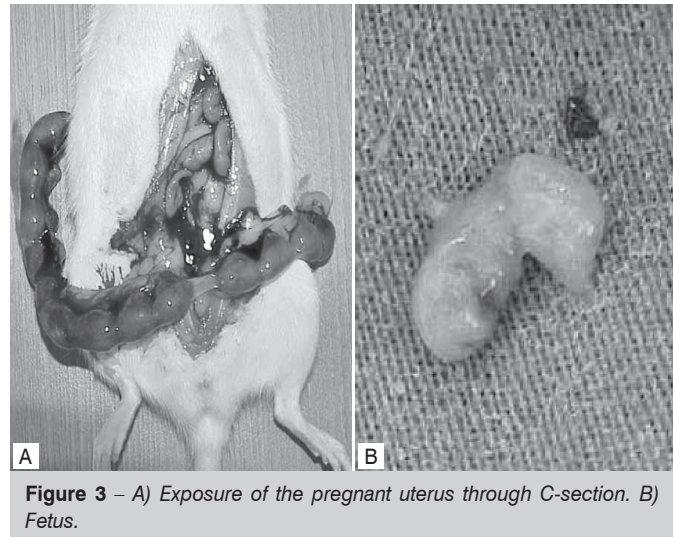 A
B
Figure 3 – A) Exposure of the pregnant uterus through C-section. B)
Fetus.